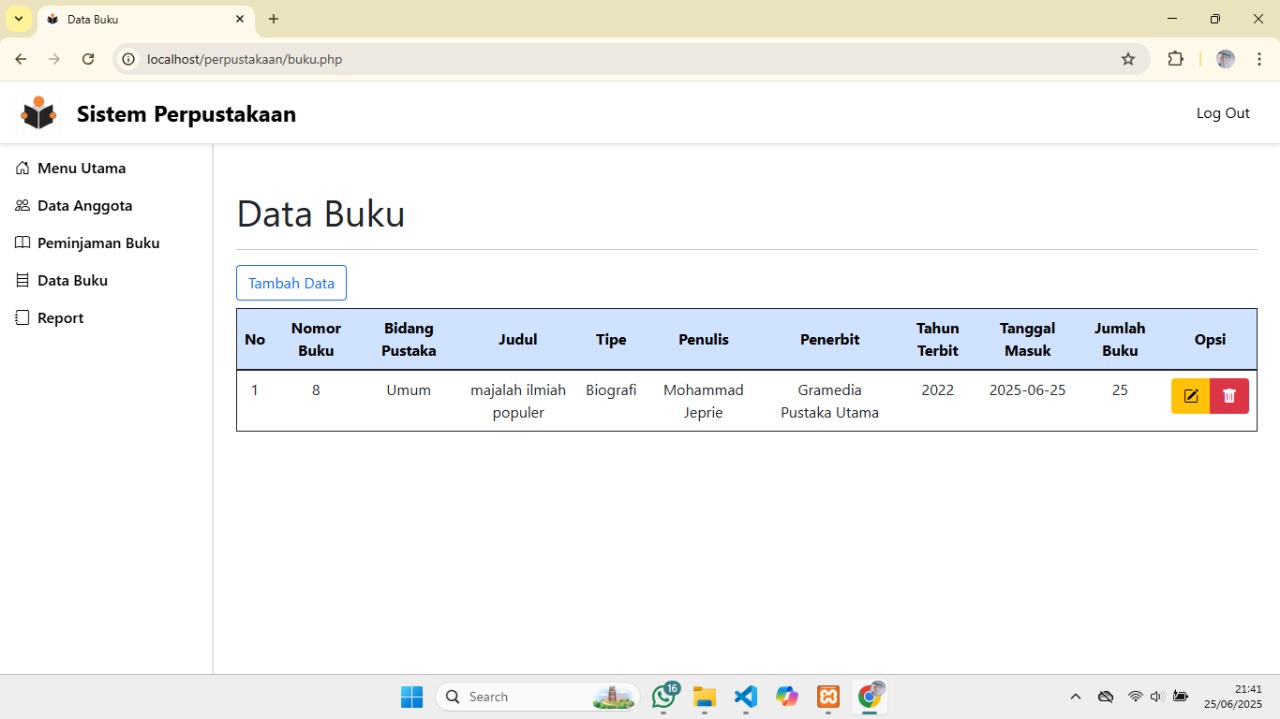 Data Buku
localhost/perpustakaan/buku.php
Sistem Perpustakaan
Log Out
Menu Utama
Data Anggota
Peminjaman Buku
Data Buku
Report
Data Buku
Tambah Data
No Nomor Buku Bidang Pustaka Judul Tipe Penulis Penerbit Tahun Terbit Tanggal Masuk Jumlah Buku Opsi
1 8 Umum majalah ilmiah populer Biografi Mohammad Jeprie Gramedia Pustaka Utama 2022 2025-06-25 25
Search
16
21:41
25/06/2025